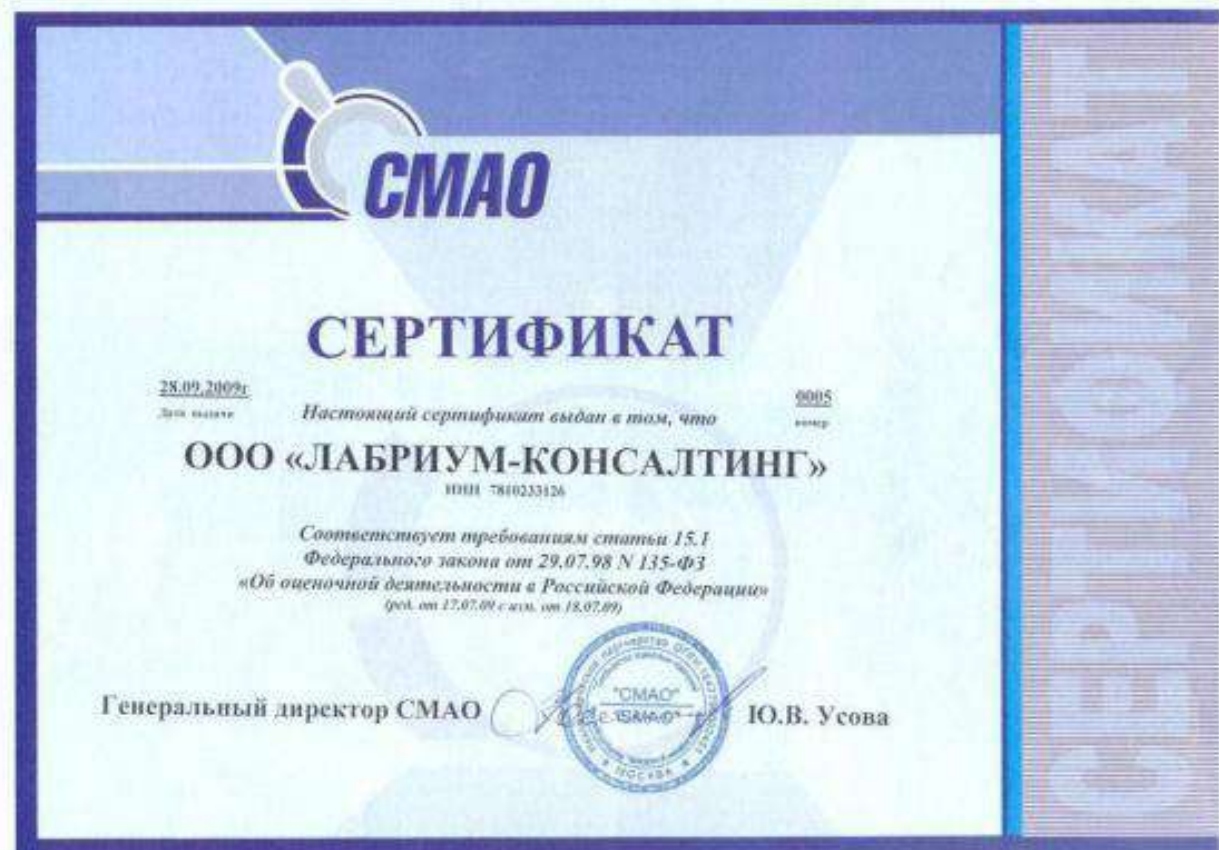 СМАО
СЕРТИФИКАТ
28.09.2009г
Дата выдачи
0005
номер
Настоящий сертификат выдан в том, что
ООО «ЛАБРИУМ-КОНСАЛТИНГ»
ИНН 7810233126
Соответствует требованиям статьи 15.1
Федерального закона от 29.07.98 N 135-ФЗ
«Об оценочной деятельности в Российской Федерации»
(ред. от 17.07.09 с изм. от 18.07.09)
Генеральный директор СМАО
"СМАО"
"SMAO"
МОСКВА
Ю.В. Усова
СЕРТИФИКАТ